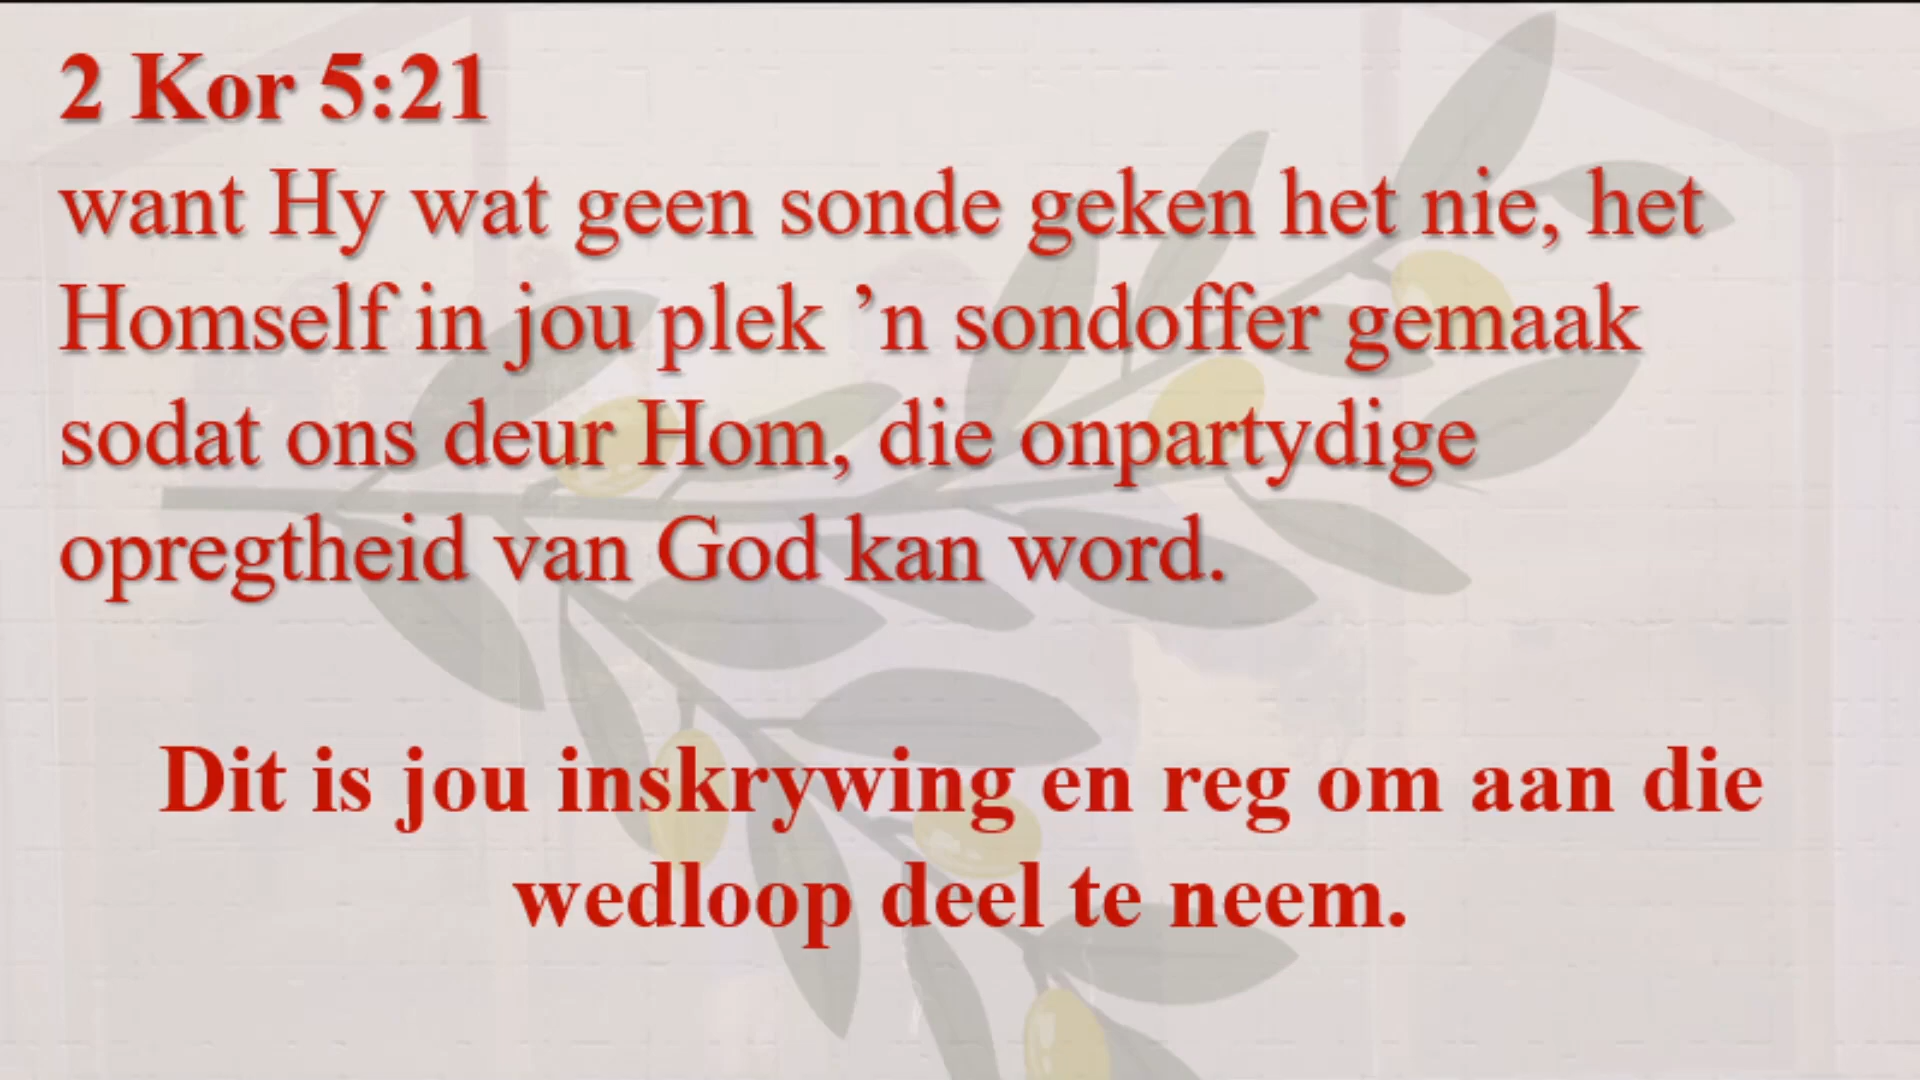 2 Kor 5:21
want Hy wat geen sonde geken het nie, het
Homself in jou plek ’n sondoffer gemaak
sodat ons deur Hom, die onpartydige
opregtheid van God kan word.
Dit is jou inskrywing en reg om aan die
wedloop deel te neem.